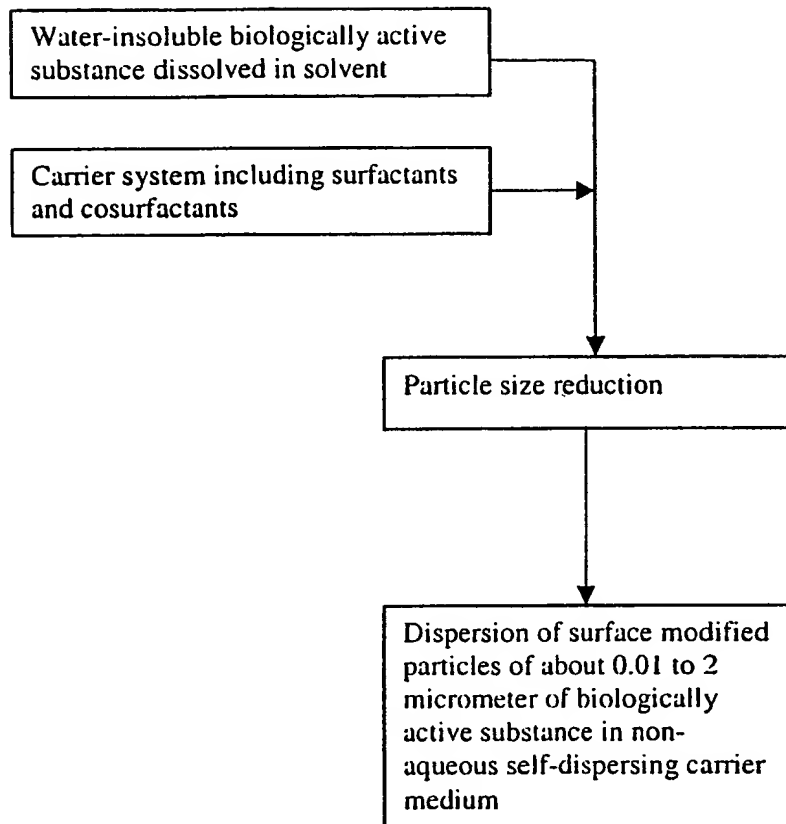 Water-insoluble biologically active
substance dissolved in solvent
Carrier system including surfactants
and cosurfactants
Particle size reduction
Dispersion of surface modified
particles of about 0.01 to 2
micrometer of biologically
active substance in non-
aqueous self-dispersing carrier
medium